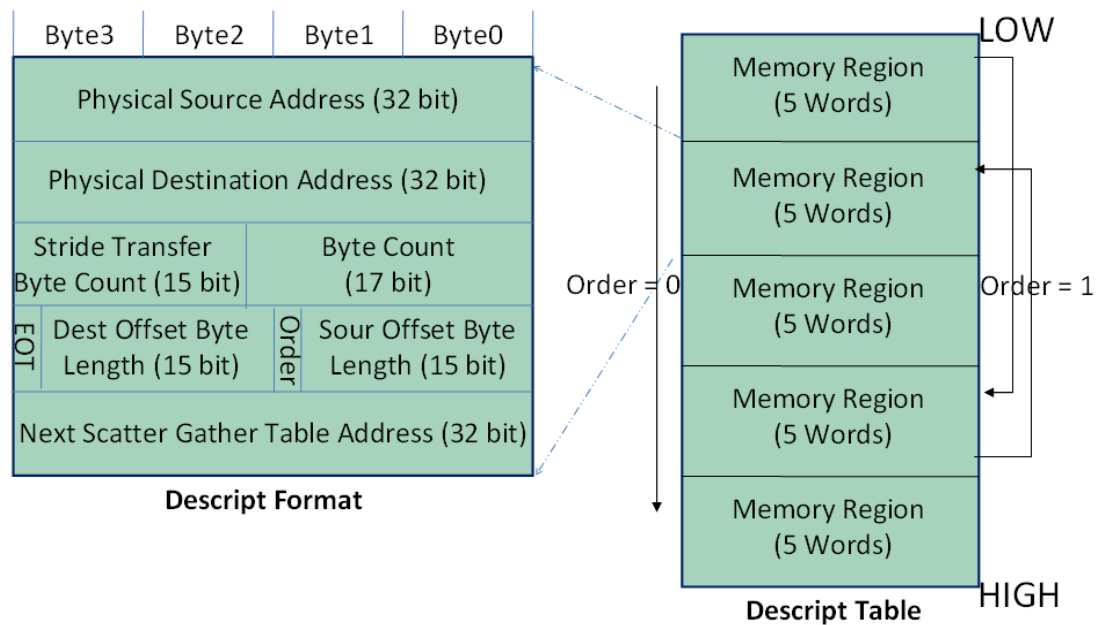 Byte3 Byte2 Byte1 Byte0
Physical Source Address (32 bit)
Physical Destination Address (32 bit)
Stride Transfer
Byte Count (15 bit)
Byte Count
(17 bit)
EOT
Dest Offset Byte
Length (15 bit)
Order
Sour Offset Byte
Length (15 bit)
Next Scatter Gather Table Address (32 bit)
Descript Format
LOW
Memory Region
(5 Words)
Memory Region
(5 Words)
Order = 0
Memory Region
(5 Words)
Order = 1
Memory Region
(5 Words)
Memory Region
(5 Words)
HIGH
Descript Table